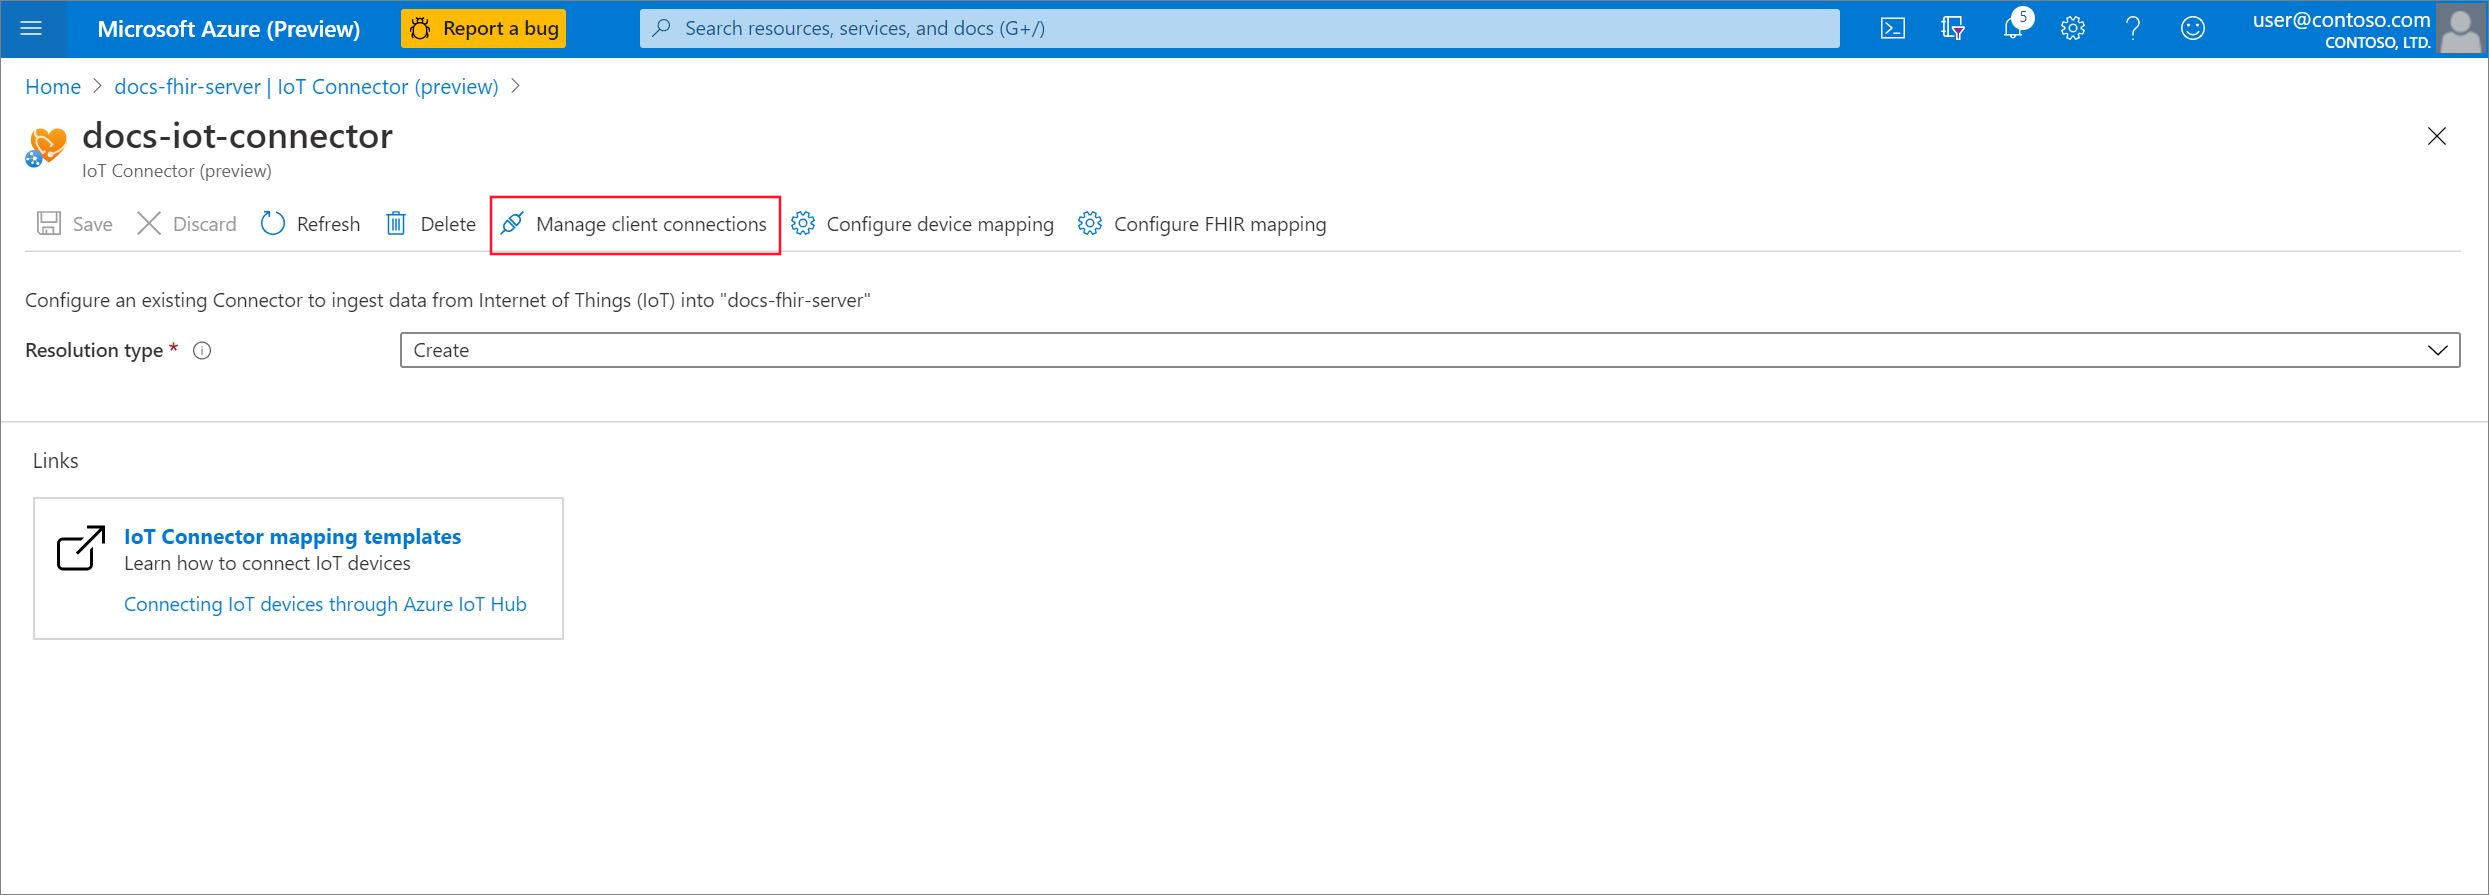 Microsoft Azure (Preview)
Report a bug
Search resources, services, and docs (G+/)
5
user@contoso.com
CONTOSO, LTD.
Home
docs-fhir-server | IoT Connector (preview)
docs-iot-connector
IoT Connector (preview)
Save
Discard
Refresh
Delete
Manage client connections
Configure device mapping
Configure FHIR mapping
Configure an existing Connector to ingest data from Internet of Things (IoT) into "docs-fhir-server"
Resolution type *
Create
Links
IoT Connector mapping templates
Learn how to connect IoT devices
Connecting IoT devices through Azure IoT Hub